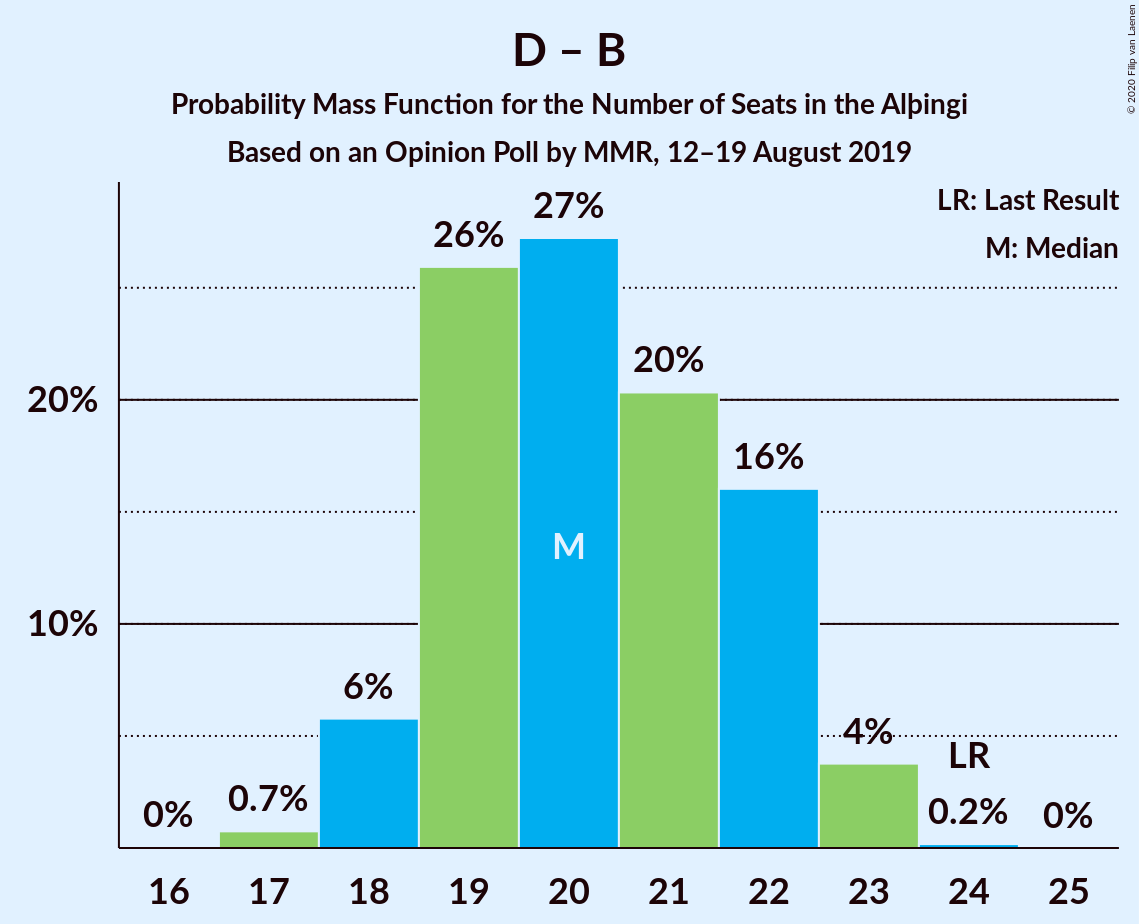 D – B
Probability Mass Function for the Number of Seats in the Alþingi
Based on an Opinion Poll by MMR, 12–19 August 2019
© 2020 Filip van Laenen
LR: Last Result
M: Median
27%
26%
20%
20%
16%
M
10%
6%
4%
LR
0%
0.7%
0.2%
0%
16 17 18 19 20 21 22 23 24 25